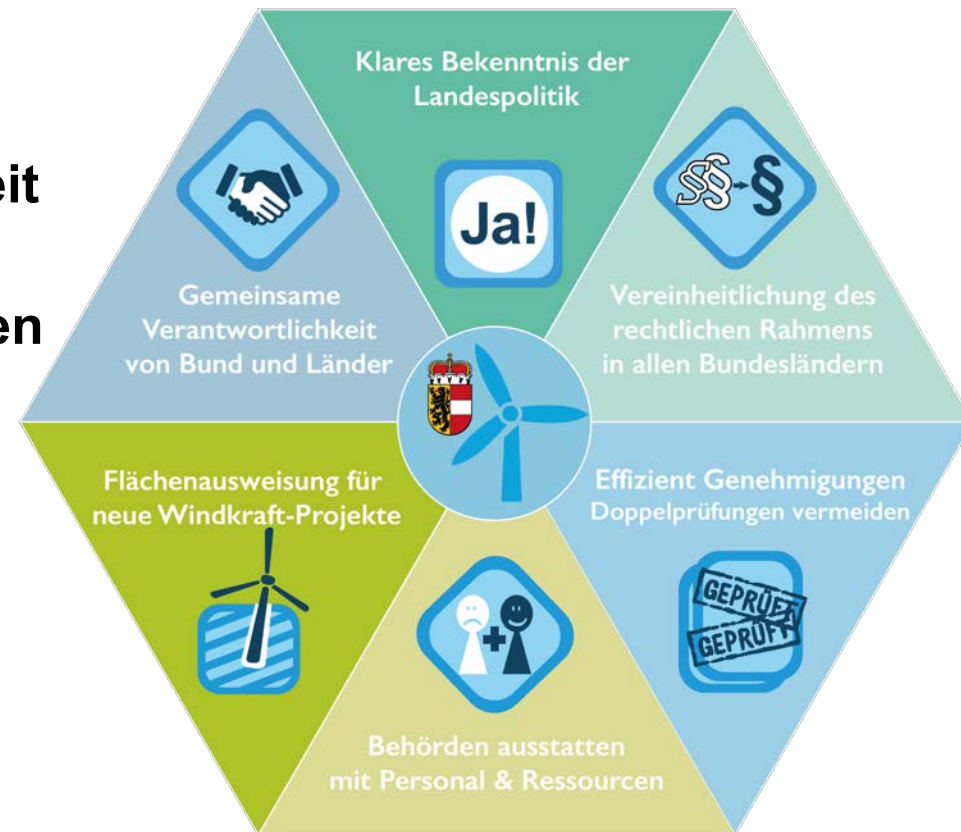 eit
en
Klares Bekenntnis der
Landespolitik
Ja!
Gemeinsame
Verantwortlichkeit
von Bund und Länder
§§ § → §
Vereinheitlichung des
rechtlichen Rahmens
in allen Bundesländern
Flächenausweisung für
neue Windkraft-Projekte
Effizient Genehmigungen
Doppelprüfungen vermeiden
GEPRÜFT
GEPRÜFT
+
Behörden ausstatten
mit Personal & Ressourcen